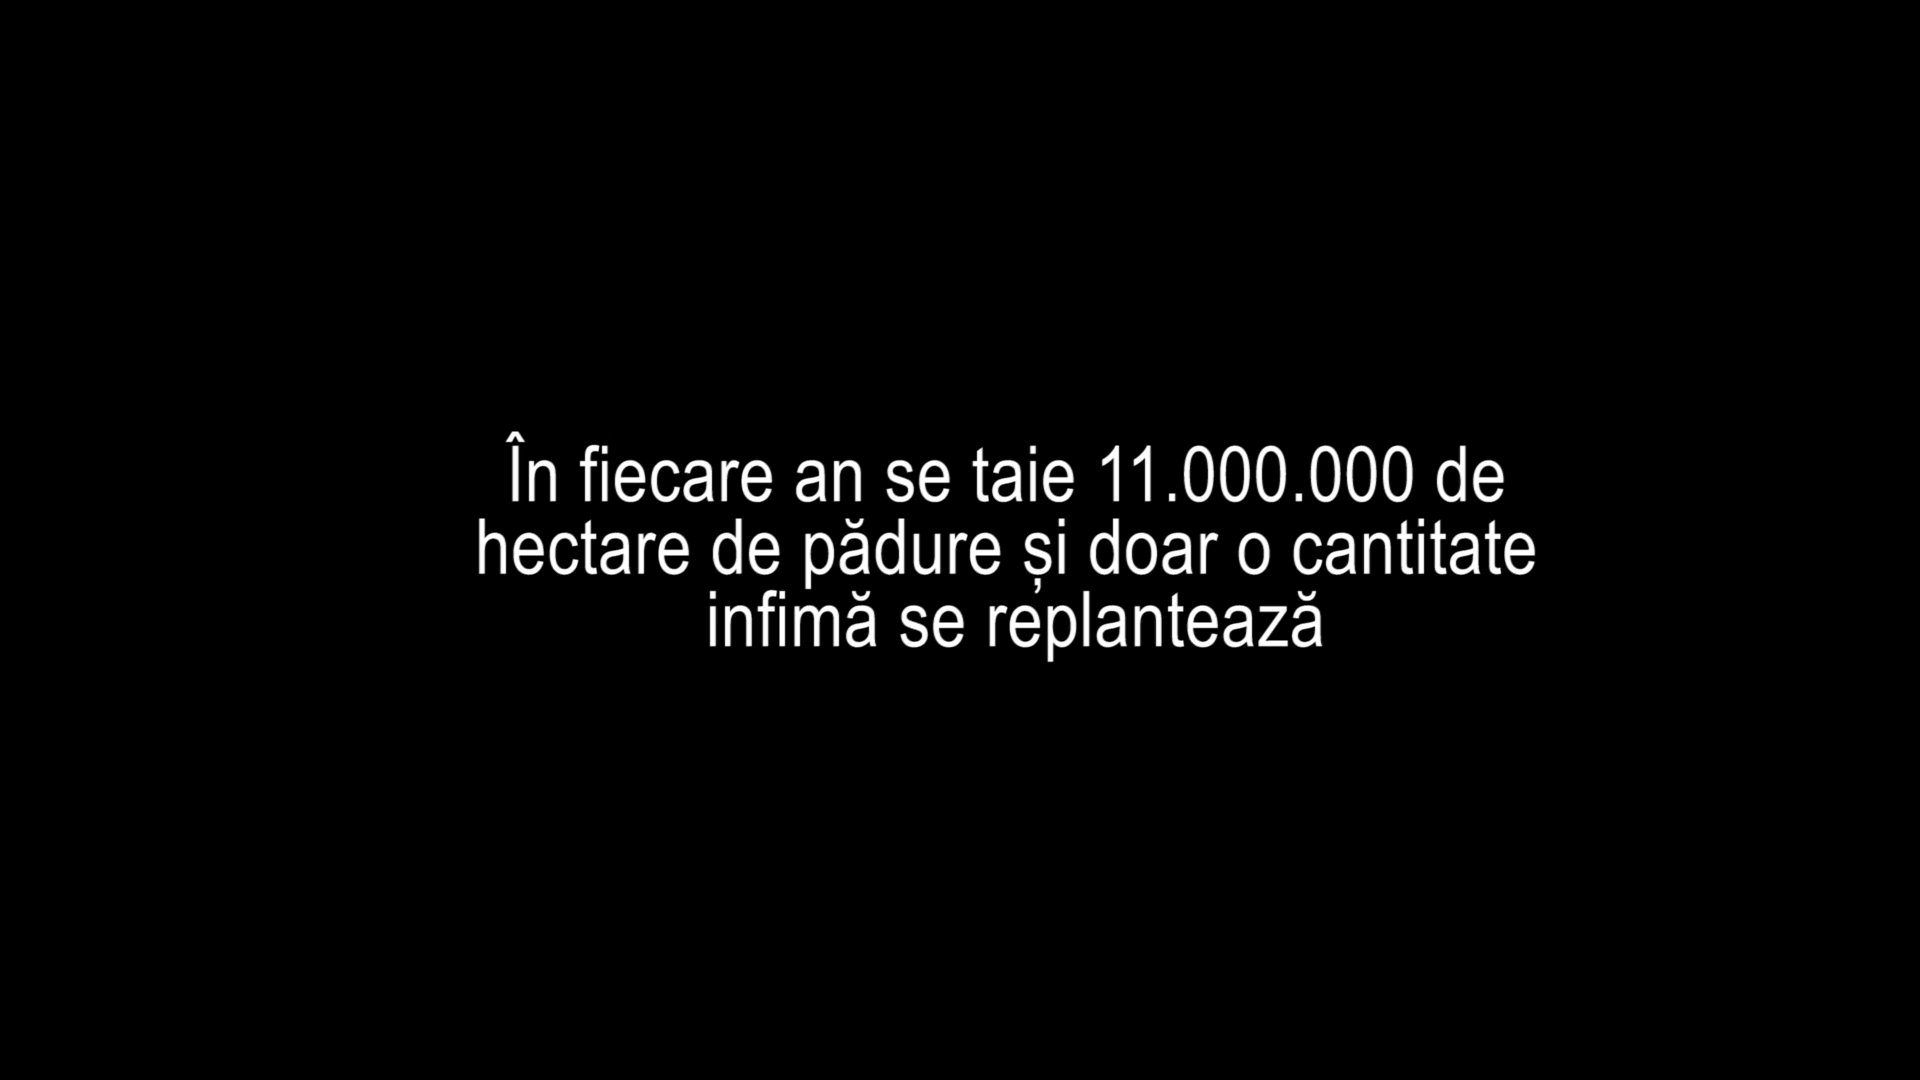 În fiecare an se taie 11.000.000 de
hectare de pădure și doar o cantitate
infimă se replantează